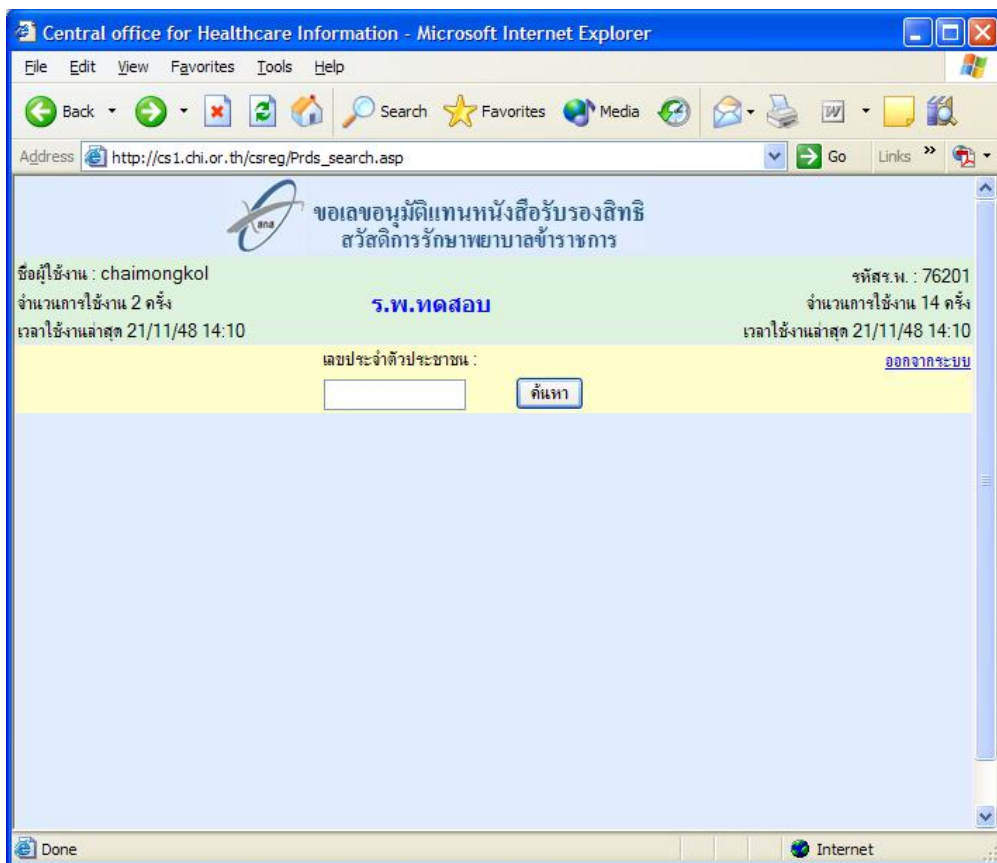 Central office for Healthcare Information - Microsoft Internet Explorer
File Edit View Favorites Tools Help
Back Search Favorites Media
Address http://cs1.chi.or.th/csreg/Prds_search.asp Go Links »
สกส
ขอเลขอนุมัติแทนหนังสือรับรองสิทธิ
สวัสดิการรักษาพยาบาลข้าราชการ
ชื่อผู้ใช้งาน : chaimongkol รหัสร.พ. : 76201
จำนวนการใช้งาน 2 ครั้ง ร.พ.ทดสอบ จำนวนการใช้งาน 14 ครั้ง
เวลาใช้งานล่าสุด 21/11/48 14:10 เวลาใช้งานล่าสุด 21/11/48 14:10
เลขประจำตัวประชาชน : ออกจากระบบ
ค้นหา
Done Internet